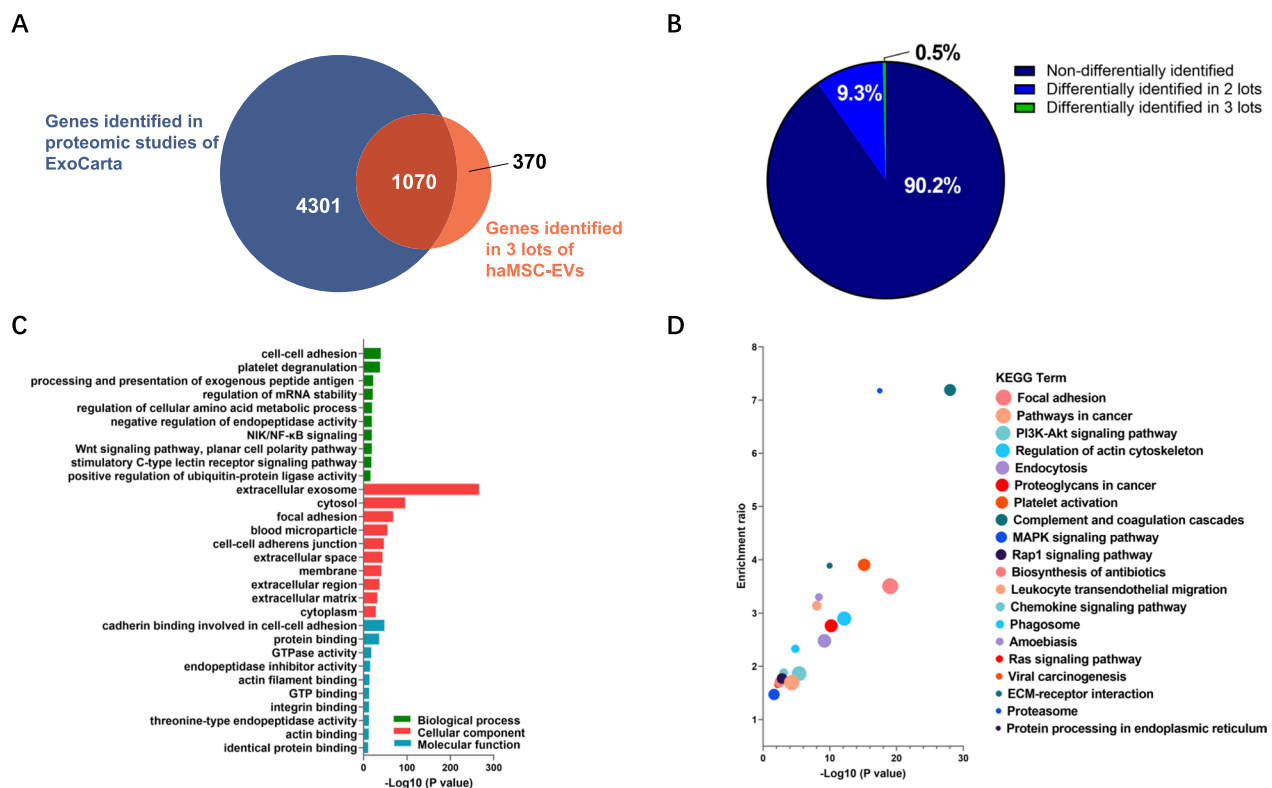 A
Genes identified in
proteomic studies of
ExoCarta
4301
1070
370
Genes identified
in 3 lots of
haMSC-EVs
B
0.5%
9.3%
90.2%
Non-differentially identified
Differentially identified in 2 lots
Differentially identified in 3 lots
C
cell-cell adhesion
platelet degranulation
processing and presentation of exogenous peptide antigen
regulation of mRNA stability
regulation of cellular amino acid metabolic process
negative regulation of endopeptidase activity
NIK/NF-κB signaling
Wnt signaling pathway, planar cell polarity pathway
stimulatory C-type lectin receptor signaling pathway
positive regulation of ubiquitin-protein ligase activity
extracellular exosome
cytosol
focal adhesion
blood microparticle
cell-cell adherens junction
extracellular space
membrane
extracellular region
extracellular matrix
cytoplasm
cadherin binding involved in cell-cell adhesion
protein binding
GTPase activity
endopeptidase inhibitor activity
actin filament binding
GTP binding
integrin binding
threonine-type endopeptidase activity
actin binding
identical protein binding
Biological process
Cellular component
Molecular function
0 100 200 300
-Log10 (P value)
D
8
7
6
5
4
3
2
1
Enrichment raio
0 10 20 30
-Log10 (P value)
KEGG Term
Focal adhesion
Pathways in cancer
PI3K-Akt signaling pathway
Regulation of actin cytoskeleton
Endocytosis
Proteoglycans in cancer
Platelet activation
Complement and coagulation cascades
MAPK signaling pathway
Rap1 signaling pathway
Biosynthesis of antibiotics
Leukocyte transendothelial migration
Chemokine signaling pathway
Phagosome
Amoebiasis
Ras signaling pathway
Viral carcinogenesis
ECM-receptor interaction
Proteasome
Protein processing in endoplasmic reticulum